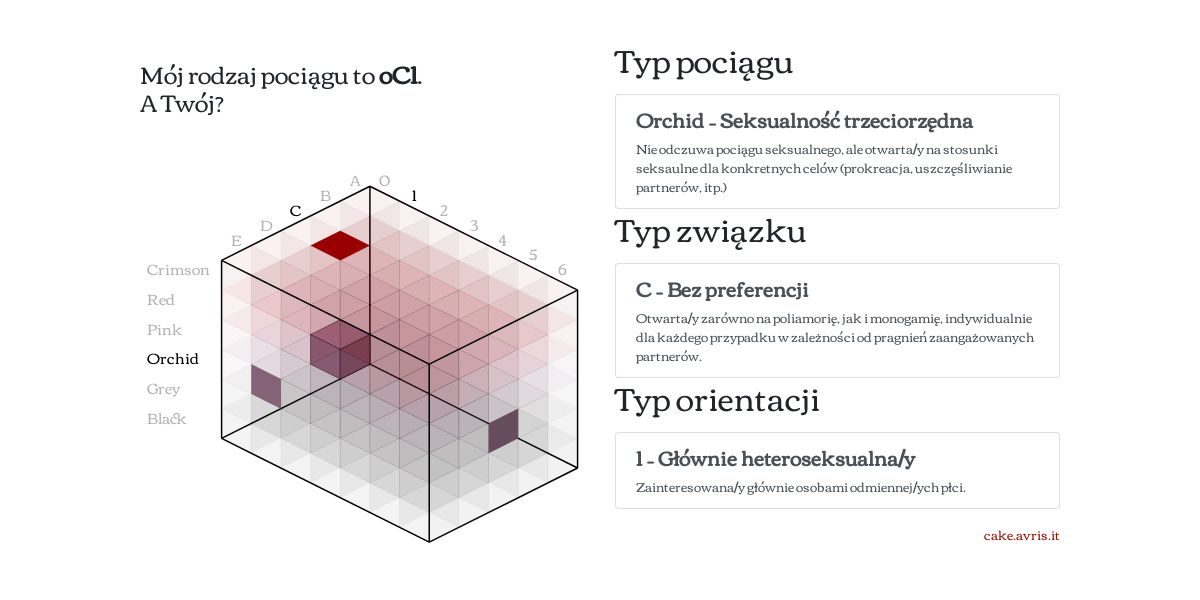 Mój rodzaj pociągu to oC1.
A Twój?
A O
B 1
C 2
D 3
E 4
5
6
Crimson
Red
Pink
Orchid
Grey
Black
Typ pociągu
Orchid – Seksualność trzeciorzędna
Nie odczuwa pociągu seksualnego, ale otwarta/y na stosunki
seksaulne dla konkretnych celów (prokreacja, uszczęśliwianie
partnerów, itp.)
Typ związku
C – Bez preferencji
Otwarta/y zarówno na poliamorię, jak i monogamię, indywidualnie
dla każdego przypadku w zależności od pragnień zaangażowanych
partnerów.
Typ orientacji
1 – Głównie heteroseksualna/y
Zainteresowana/y głównie osobami odmiennej/ych płci.
cake.avris.it